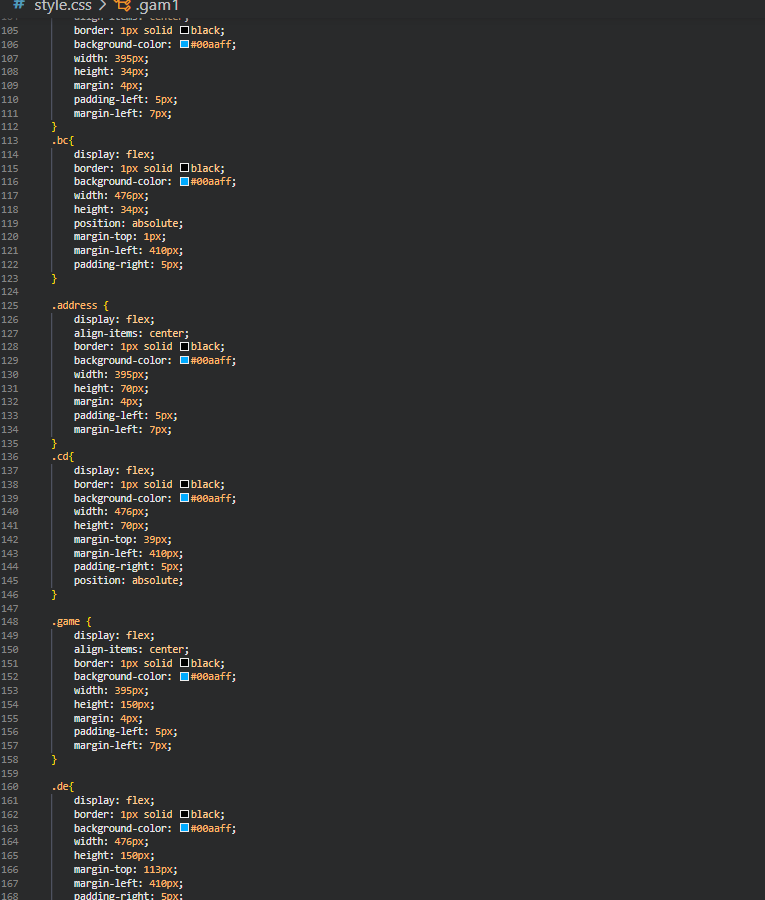 # style.css > .gam1
104 align-items: center;
105 border: 1px solid black;
106 background-color: #00aaff;
107 width: 395px;
108 height: 34px;
109 margin: 4px;
110 padding-left: 5px;
111 margin-left: 7px;
112 }
113 .bc{
114 display: flex;
115 border: 1px solid black;
116 background-color: #00aaff;
117 width: 476px;
118 height: 34px;
119 position: absolute;
120 margin-top: 1px;
121 margin-left: 410px;
122 padding-right: 5px;
123 }
124
125 .address {
126 display: flex;
127 align-items: center;
128 border: 1px solid black;
129 background-color: #00aaff;
130 width: 395px;
131 height: 70px;
132 margin: 4px;
133 padding-left: 5px;
134 margin-left: 7px;
135 }
136 .cd{
137 display: flex;
138 border: 1px solid black;
139 background-color: #00aaff;
140 width: 476px;
141 height: 70px;
142 margin-top: 39px;
143 margin-left: 410px;
144 padding-right: 5px;
145 position: absolute;
146 }
147
148 .game {
149 display: flex;
150 align-items: center;
151 border: 1px solid black;
152 background-color: #00aaff;
153 width: 395px;
154 height: 150px;
155 margin: 4px;
156 padding-left: 5px;
157 margin-left: 7px;
158 }
159
160 .de{
161 display: flex;
162 border: 1px solid black;
163 background-color: #00aaff;
164 width: 476px;
165 height: 150px;
166 margin-top: 113px;
167 margin-left: 410px;
168 padding-right: 5px;